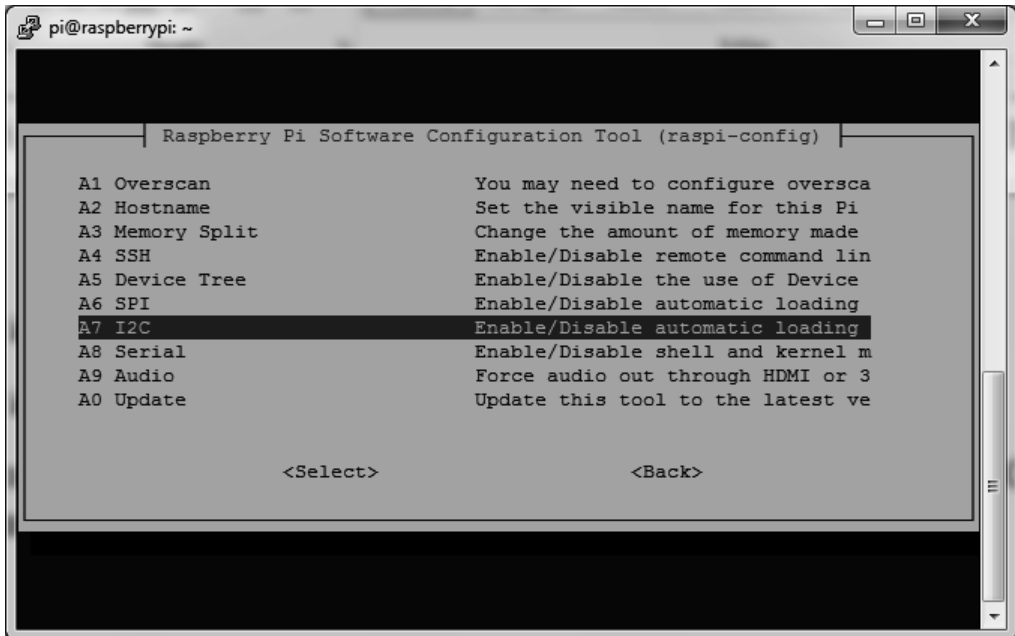 pi@raspberrypi: ~
Raspberry Pi Software Configuration Tool (raspi-config)
A1 Overscan You may need to configure oversca
A2 Hostname Set the visible name for this Pi
A3 Memory Split Change the amount of memory made
A4 SSH Enable/Disable remote command lin
A5 Device Tree Enable/Disable the use of Device
A6 SPI Enable/Disable automatic loading
A7 I2C Enable/Disable automatic loading
A8 Serial Enable/Disable shell and kernel m
A9 Audio Force audio out through HDMI or 3
A0 Update Update this tool to the latest ve
<Select> <Back>